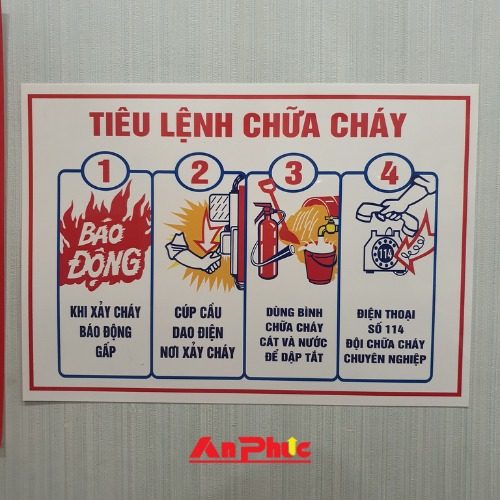 TIÊU LỆNH CHỮA CHÁY
1
BÁO
ĐỘNG
KHI XẢY CHÁY
BÁO ĐỘNG
GẤP
2
CÚP CẦU
DAO ĐIỆN
NƠI XẢY CHÁY
3
DÙNG BÌNH
CHỮA CHÁY
CÁT VÀ NƯỚC
ĐỂ DẬP TẮT
4
114
ĐIỆN THOẠI
SỐ 114
ĐỘI CHỮA CHÁY
CHUYÊN NGHIỆP
An Phúc